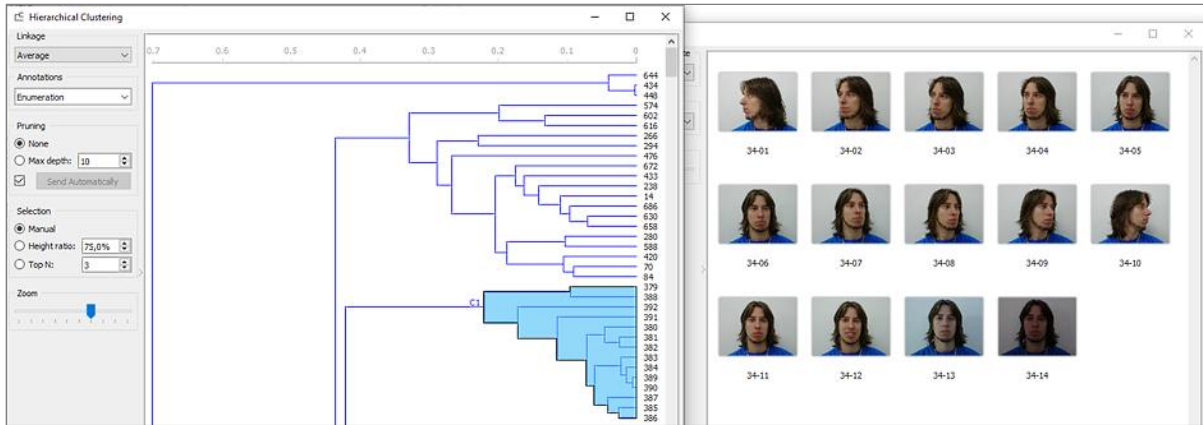 Hierarchical Clustering
Linkage
Average
Annotations
Enumeration
Pruning
None
Max depth: 10
Send Automatically
Selection
Manual
Height ratio: 75,0%
Top N: 3
Zoom
0.7 0.6 0.5 0.4 0.3 0.2 0.1 0
644
434
448
574
602
616
266
294
476
672
433
238
14
686
630
658
280
588
420
70
84
C1
379
388
392
391
380
381
382
383
384
389
390
387
385
386
34-01 34-02 34-03 34-04 34-05
34-06 34-07 34-08 34-09 34-10
34-11 34-12 34-13 34-14